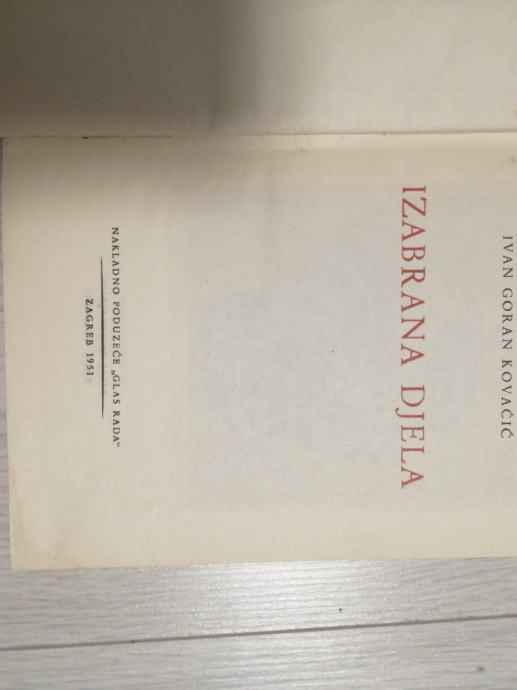 IVAN GORAN KOVAČIĆ
IZABRANA DJELA
NAKLADNO PODUZEĆE „GLAS RADA“
ZAGREB 1951